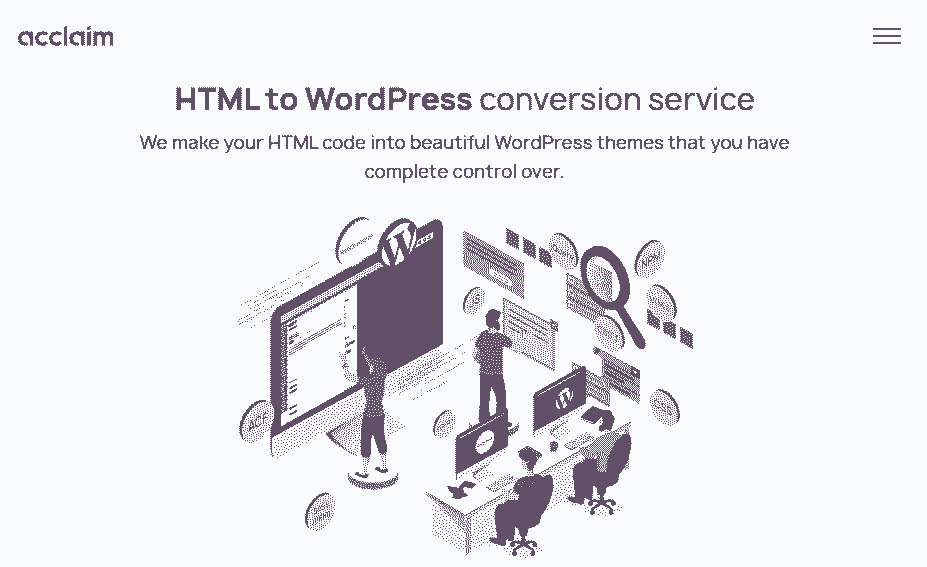 acclaim
HTML to WordPress conversion service
We make your HTML code into beautiful WordPress themes that you have
complete control over.
ACF